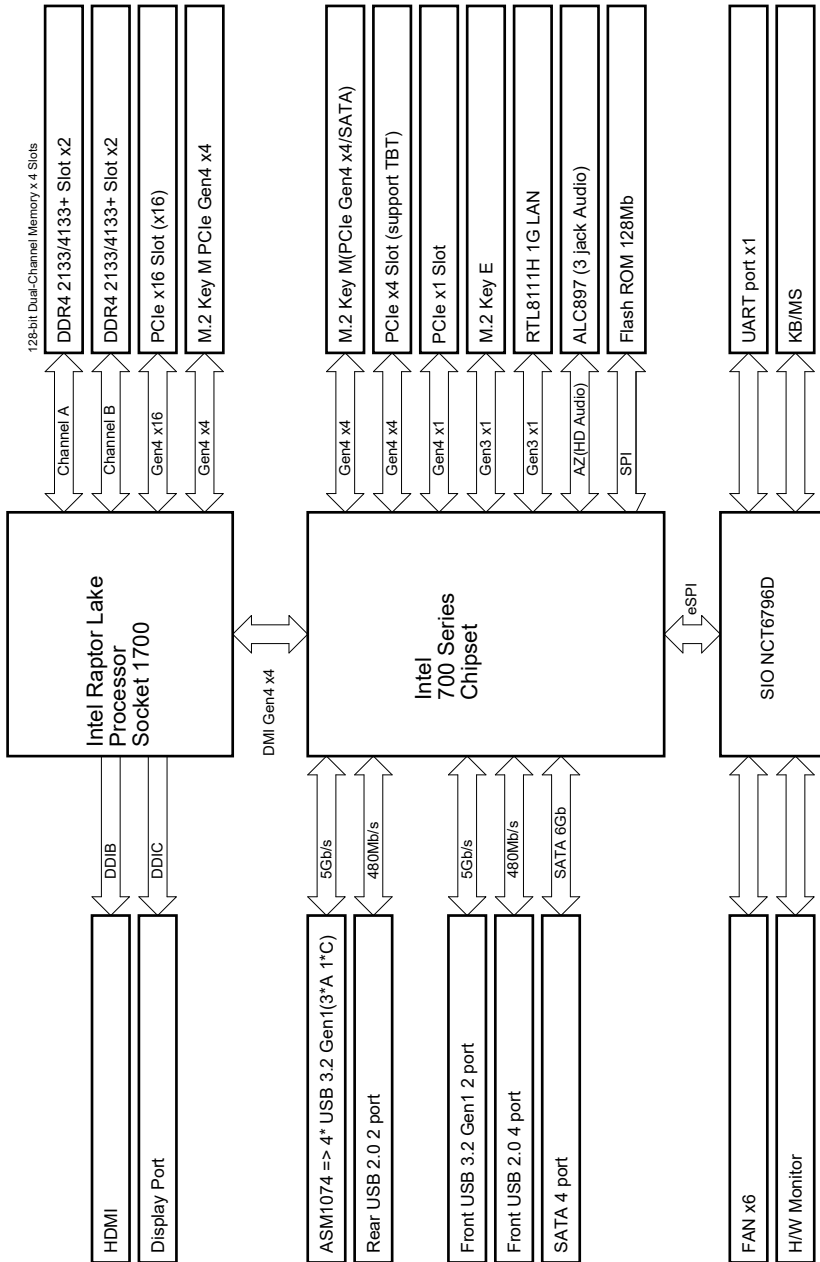 128-bit Dual-Channel Memory x 4 Slots
DDR4 2133/4133+ Slot x2
DDR4 2133/4133+ Slot x2
PCIe x16 Slot (x16)
M.2 Key M PCIe Gen4 x4
Channel A
Channel B
Gen4 x16
Gen4 x4
Intel Raptor Lake
Processor
Socket 1700
DDIB
DDIC
HDMI
Display Port
DMI Gen4 x4
M.2 Key M(PCIe Gen4 x4/SATA)
PCIe x4 Slot (support TBT)
PCIe x1 Slot
M.2 Key E
RTL8111H 1G LAN
ALC897 (3 jack Audio)
Flash ROM 128Mb
Gen4 x4
Gen4 x4
Gen4 x1
Gen3 x1
Gen3 x1
AZ(HD Audio)
SPI
Intel
700 Series
Chipset
5Gb/s
480Mb/s
5Gb/s
480Mb/s
SATA 6Gb
ASM1074 => 4* USB 3.2 Gen1(3*A 1*C)
Rear USB 2.0 2 port
Front USB 3.2 Gen1 2 port
Front USB 2.0 4 port
SATA 4 port
eSPI
UART port x1
KB/MS
SIO NCT6796D
FAN x6
H/W Monitor